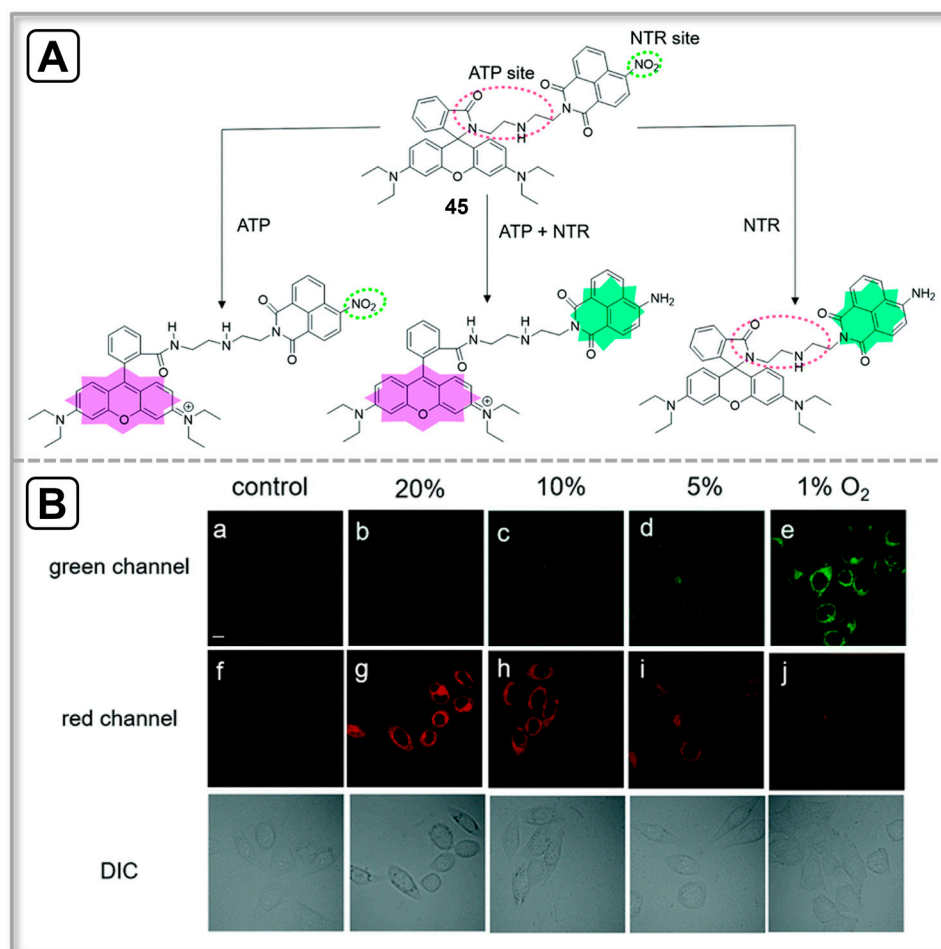 A
NTR site
ATP site
NO₂
O
N
O
O
N
N
H
N
O
N
45
ATP
ATP + NTR
NTR
NO₂
O
H
N
N
H
N
O
O
N
O
N
⊕
NH₂
O
H
N
N
H
N
O
O
N
O
N
⊕
NH₂
O
O
N
N
H
N
O
N
O
N
B
control 20% 10% 5% 1% O₂
green channel
a b c d e
red channel
f g h i j
DIC